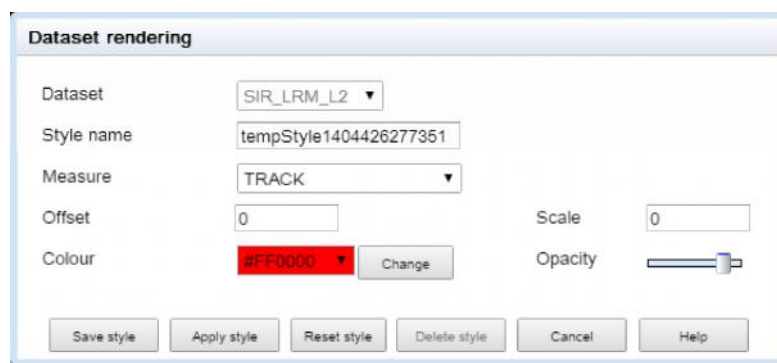 Dataset rendering
Dataset SIR_LRM_L2
Style name tempStyle1404426277351
Measure TRACK
Offset 0 Scale 0
Colour #FF0000 Change Opacity
Save style Apply style Reset style Delete style Cancel Help